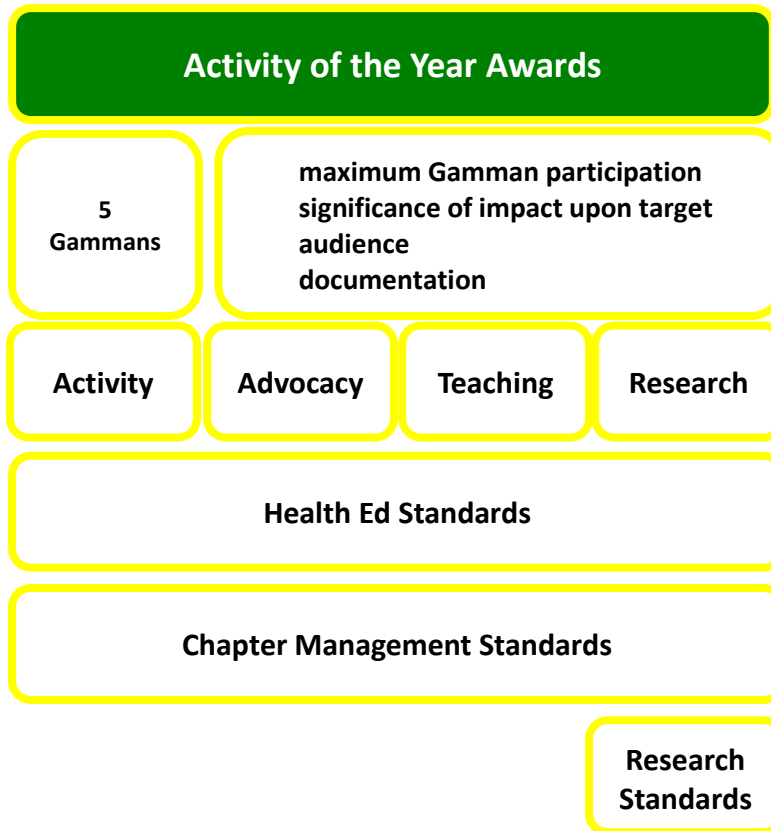 Activity of the Year Awards
5
Gammans
maximum Gamman participation
significance of impact upon target
audience
documentation
Activity
Advocacy
Teaching
Research
Health Ed Standards
Chapter Management Standards
Research
Standards